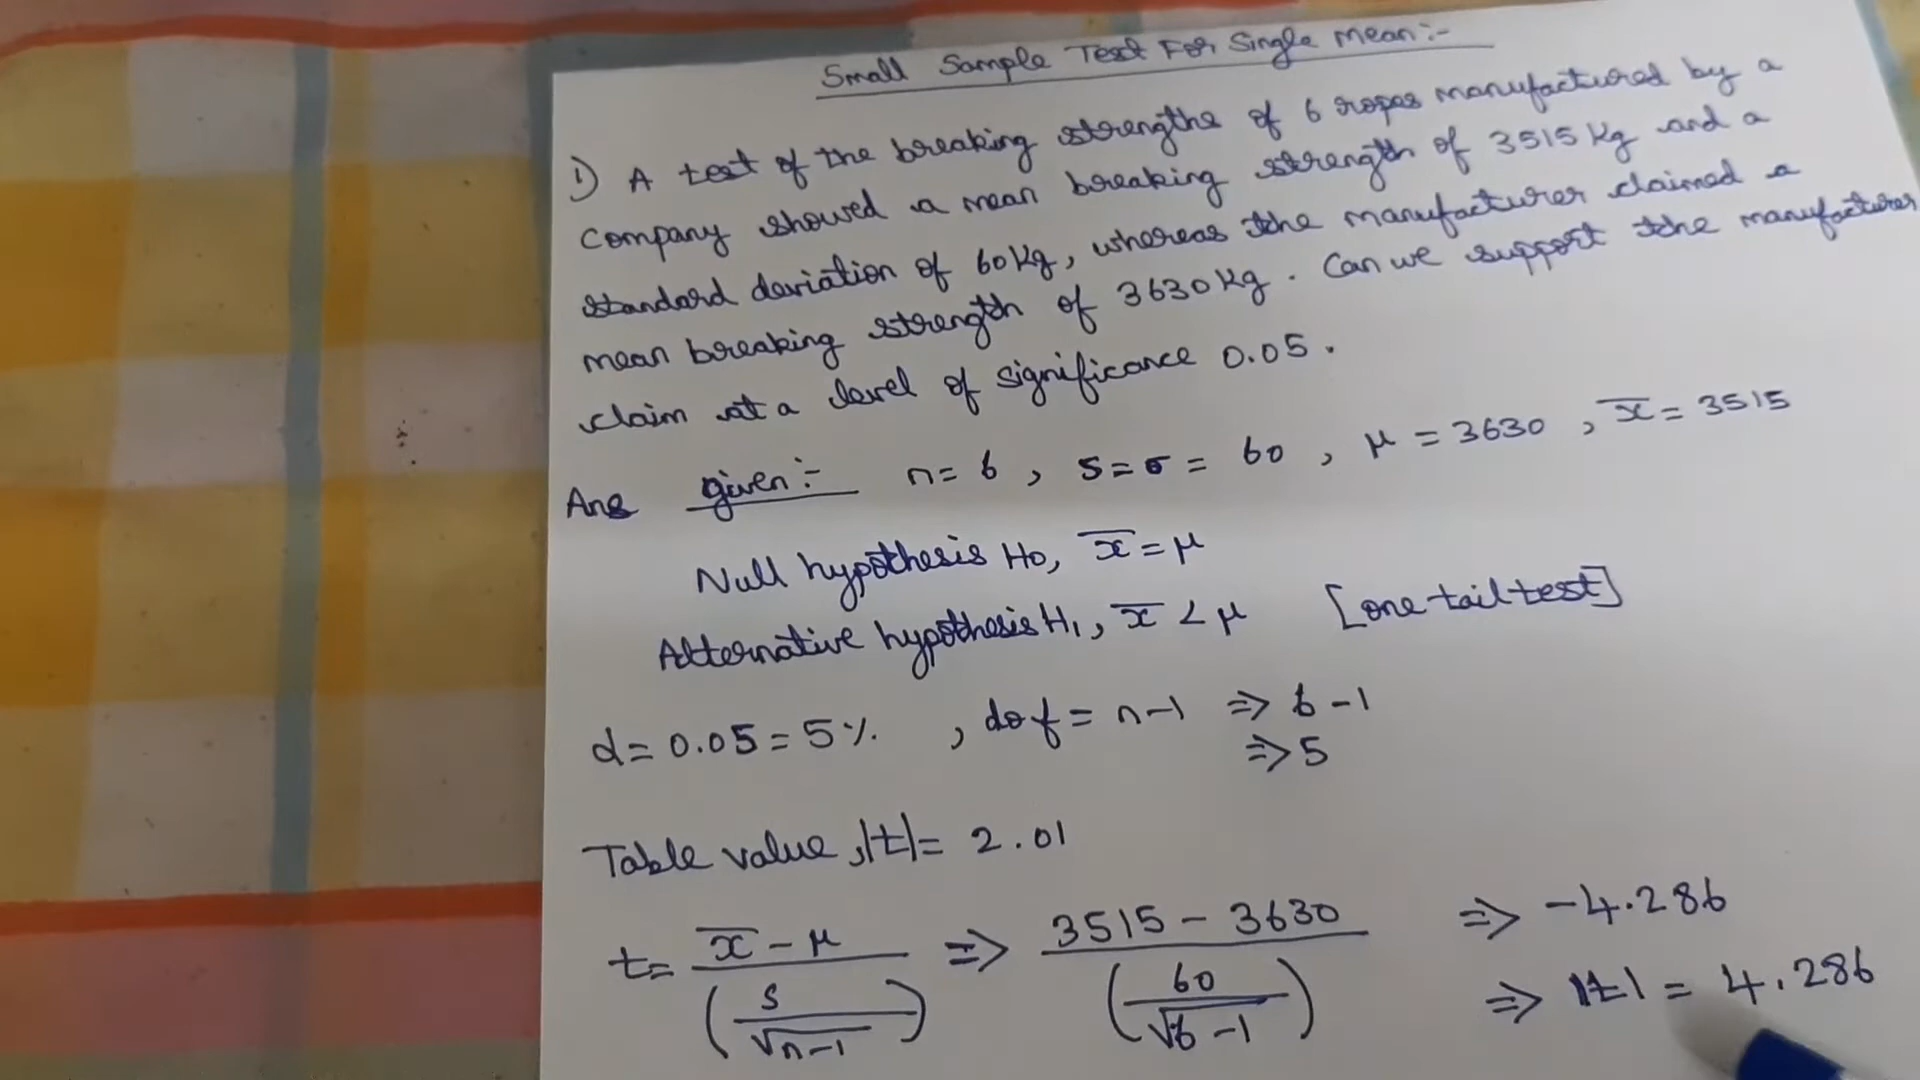 Small Sample Test For Single Mean:-
1) A test of the breaking strengths of 6 ropes manufactured by a
company showed a mean breaking strength of 3515 Kg and a
standard deviation of 60 Kg, whereas the manufacturer claimed a
mean breaking strength of 3630 Kg. Can we support the manufacturer
claim at a level of significance 0.05.
Ans given:- n = 6 , s = σ = 60 , μ = 3630 , x̄ = 3515
Null hypothesis H0, x̄ = μ
Alternative hypothesis H1, x̄ < μ [one tail test]
α = 0.05 = 5% , dof = n-1 => 6-1
=> 5
Table value, |t| = 2.01
t = x̄ - μ / (s / √n-1) => 3515 - 3630 / (60 / √6-1) => -4.286
=> |t| = 4.286